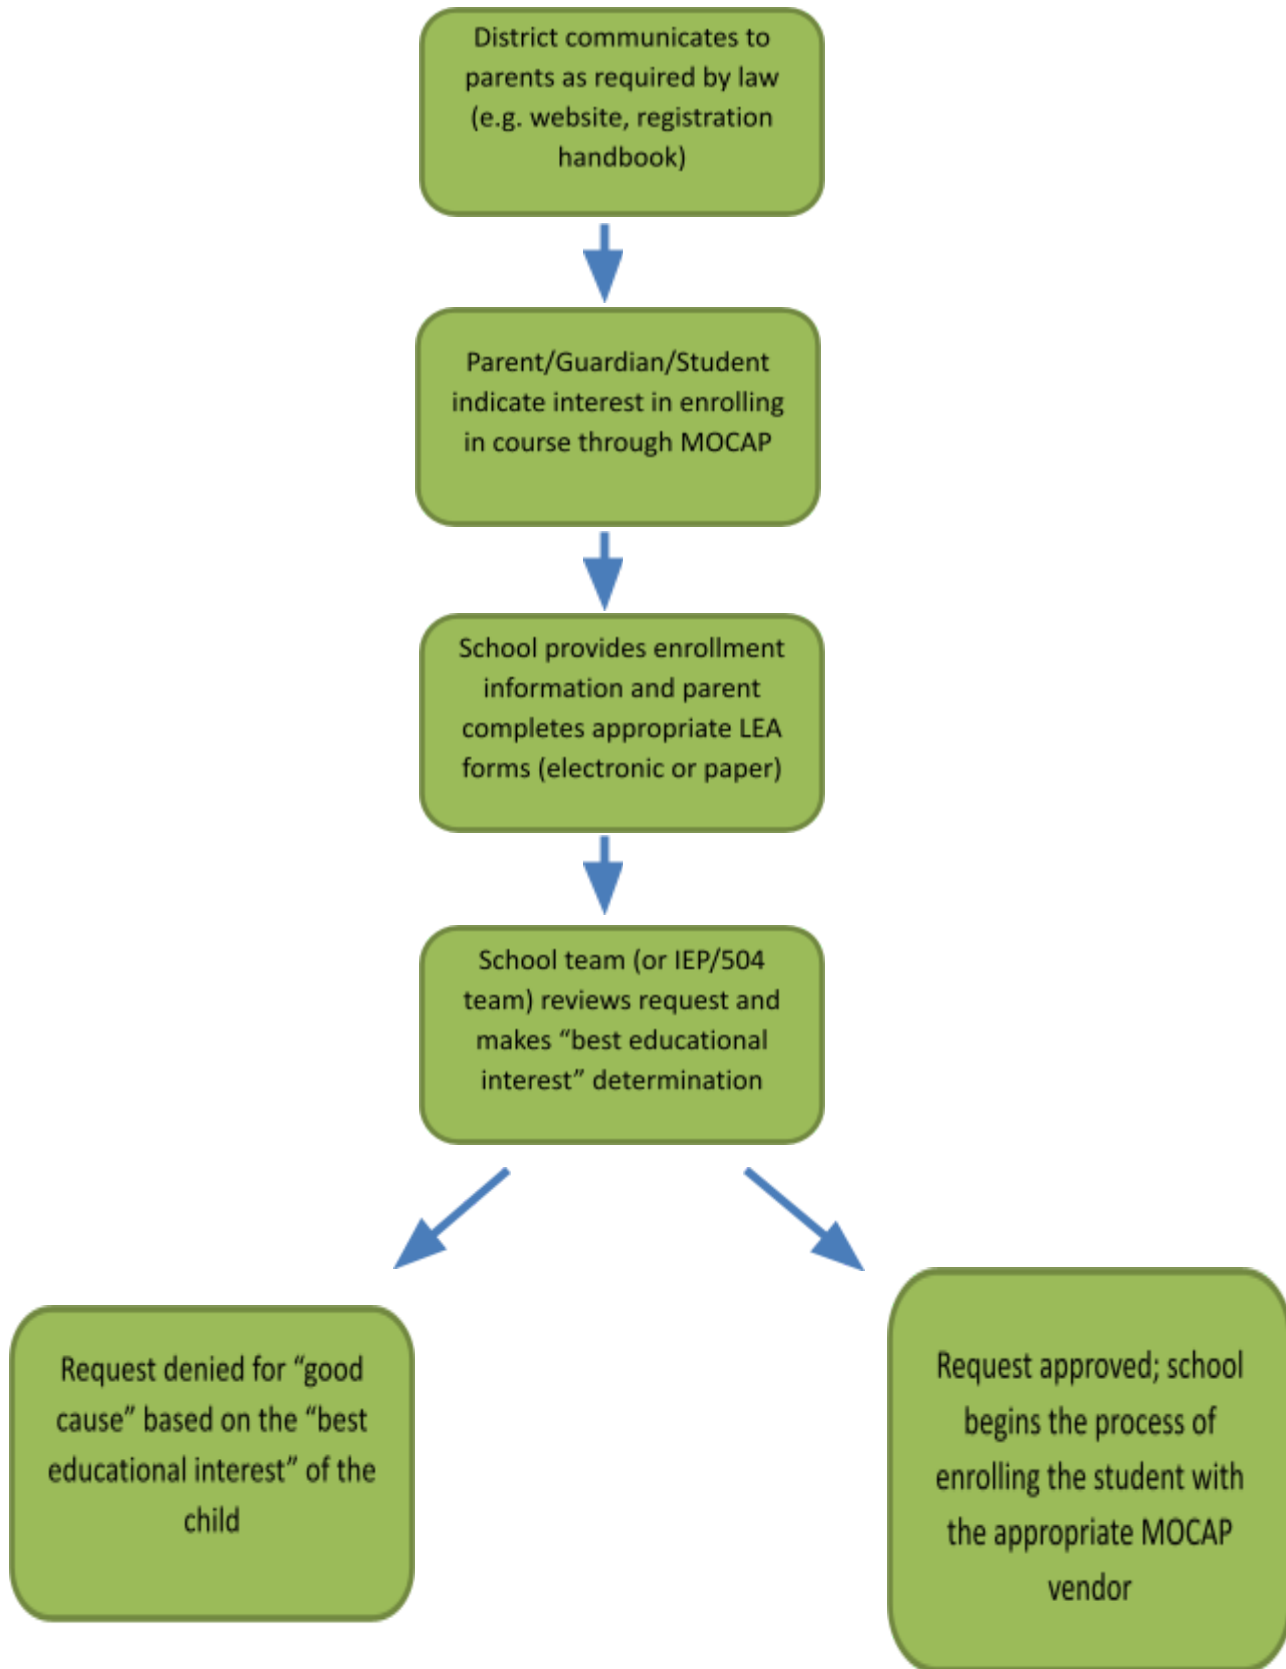 District communicates to
parents as required by law
(e.g. website, registration
handbook)
Parent/Guardian/Student
indicate interest in enrolling
in course through MOCAP
School provides enrollment
information and parent
completes appropriate LEA
forms (electronic or paper)
School team (or IEP/504
team) reviews request and
makes “best educational
interest” determination
Request denied for “good
cause” based on the “best
educational interest” of the
child
Request approved; school
begins the process of
enrolling the student with
the appropriate MOCAP
vendor